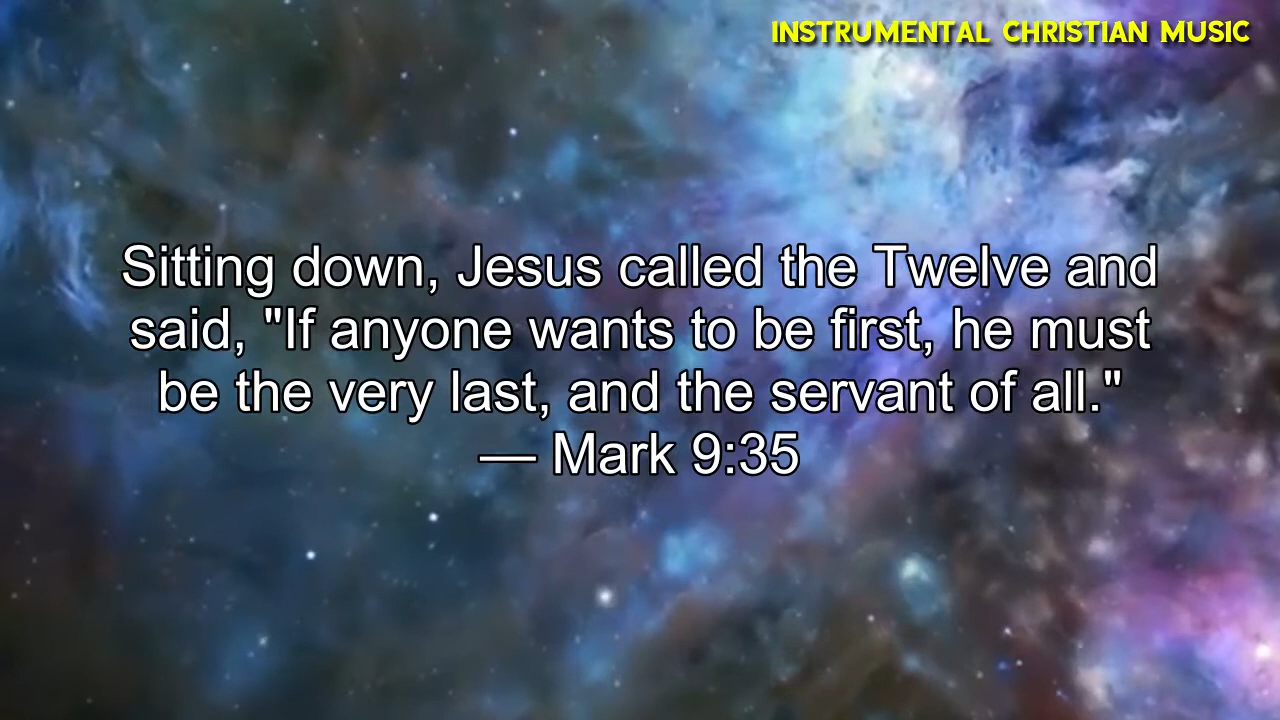 INSTRUMENTAL CHRISTIAN MUSIC
Sitting down, Jesus called the Twelve and
said, "If anyone wants to be first, he must
be the very last, and the servant of all."
— Mark 9:35